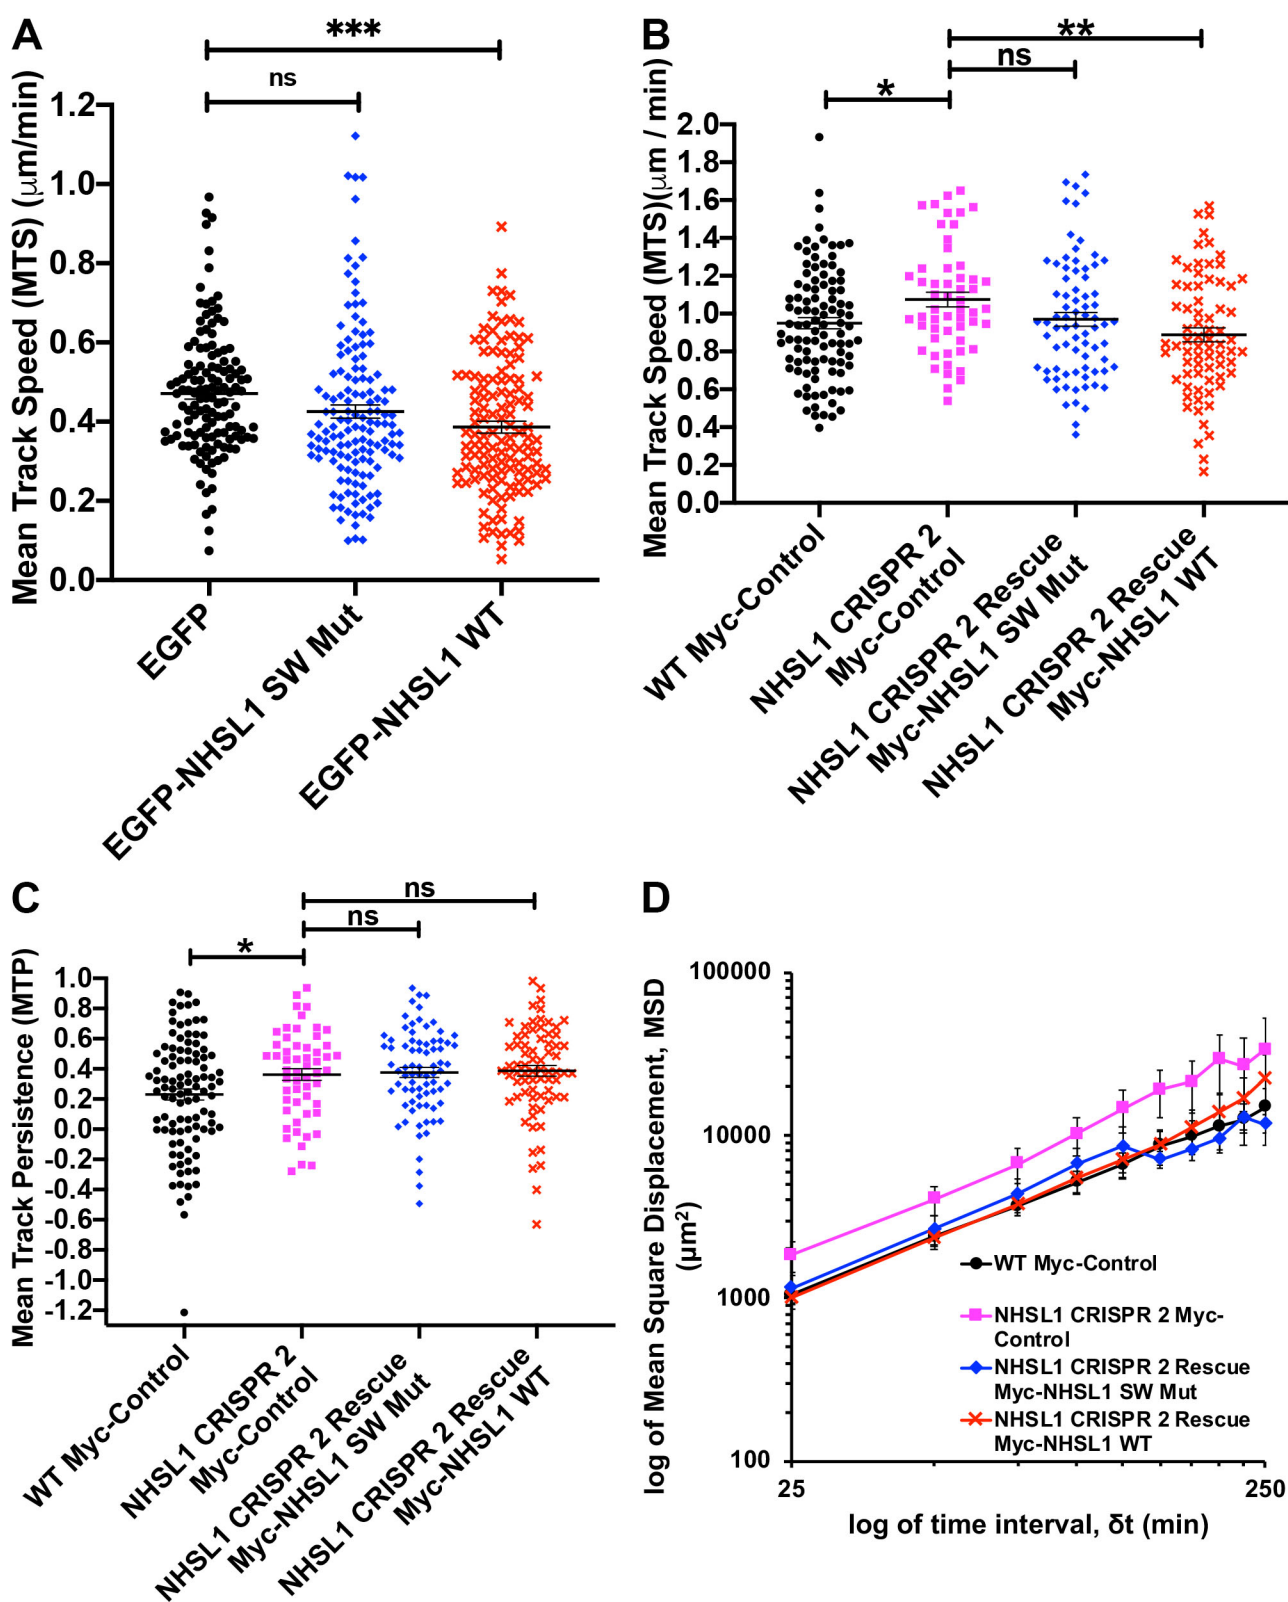 A
***
ns
Mean Track Speed (MTS) (μm/min)
1.2
1.0
0.8
0.6
0.4
0.2
0.0
EGFP
EGFP-NHSL1 SW Mut
EGFP-NHSL1 WT
B
**
ns
*
Mean Track Speed (MTS)(μm / min)
2.0
1.8
1.6
1.4
1.2
1.0
0.8
0.6
0.4
0.2
0.0
WT Myc-Control
NHSL1 CRISPR 2
Myc-Control
NHSL1 CRISPR 2 Rescue
Myc-NHSL1 SW Mut
NHSL1 CRISPR 2 Rescue
Myc-NHSL1 WT
C
ns
ns
*
Mean Track Persistence (MTP)
1.0
0.8
0.6
0.4
0.2
0.0
-0.2
-0.4
-0.6
-0.8
-1.0
-1.2
WT Myc-Control
NHSL1 CRISPR 2
Myc-Control
NHSL1 CRISPR 2 Rescue
Myc-NHSL1 SW Mut
NHSL1 CRISPR 2 Rescue
Myc-NHSL1 WT
D
log of Mean Square Displacement, MSD
(μm²)
100000
10000
1000
100
WT Myc-Control
NHSL1 CRISPR 2 Myc-
Control
NHSL1 CRISPR 2 Rescue
Myc-NHSL1 SW Mut
NHSL1 CRISPR 2 Rescue
Myc-NHSL1 WT
25
250
log of time interval, δt (min)